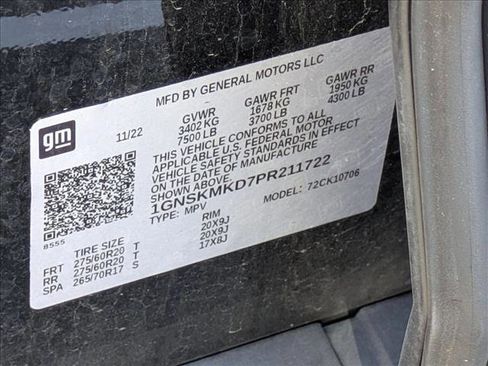 MFD BY GENERAL MOTORS LLC
gm
11/22
GVWR GAWR FRT GAWR RR
3402 KG 1678 KG 1950 KG
7500 LB 3700 LB 4300 LB
THIS VEHICLE CONFORMS TO ALL
APPLICABLE U.S. FEDERAL MOTOR
VEHICLE SAFETY STANDARDS IN EFFECT
ON THE DATE OF MANUFACTURE
SHOWN ABOVE.
1GNSKMKD7PR211722
TYPE: MPV MODEL: 72CK10706
8555
TIRE SIZE RIM
FRT 275/60R20 T 20X9J
RR 275/60R20 T 20X9J
SPA 265/70R17 S 17X8J